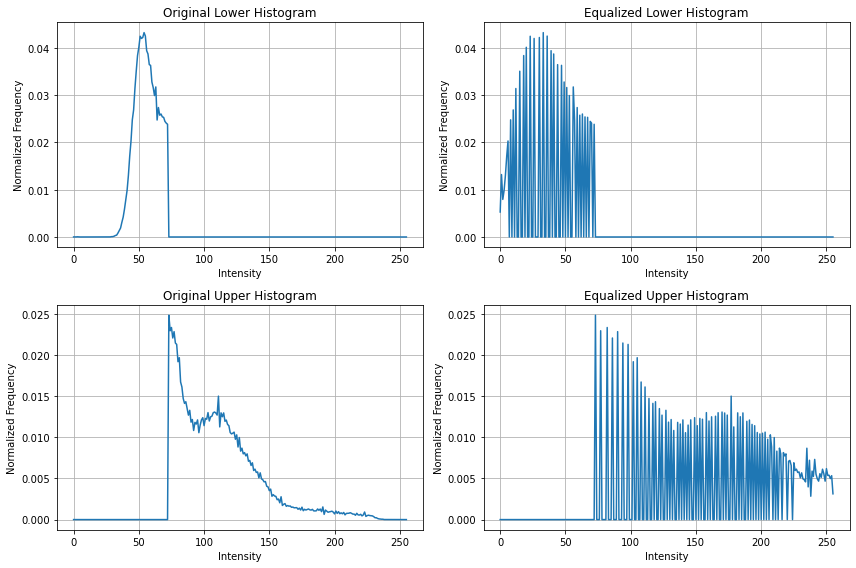 Original Lower Histogram
Normalized Frequency
0.04
0.03
0.02
0.01
0.00
0 50 100 150 200 250
Intensity
Equalized Lower Histogram
Normalized Frequency
0.04
0.03
0.02
0.01
0.00
0 50 100 150 200 250
Intensity
Original Upper Histogram
Normalized Frequency
0.025
0.020
0.015
0.010
0.005
0.000
0 50 100 150 200 250
Intensity
Equalized Upper Histogram
Normalized Frequency
0.025
0.020
0.015
0.010
0.005
0.000
0 50 100 150 200 250
Intensity